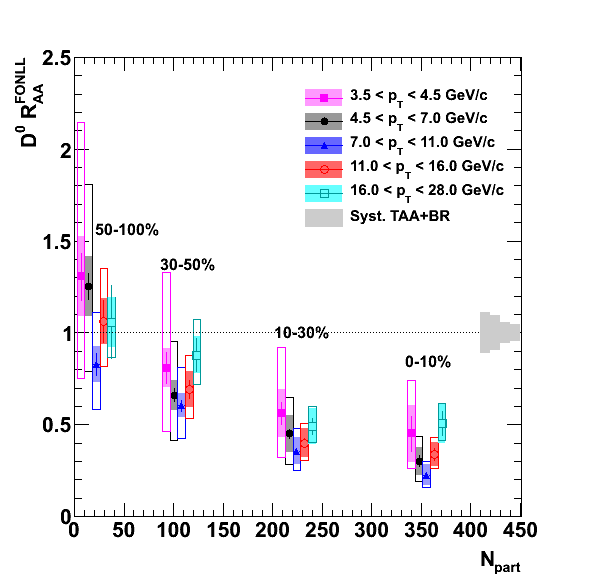 D⁰ R_AA^FONLL
2.5
2
1.5
1
0.5
0
3.5 < p_T < 4.5 GeV/c
4.5 < p_T < 7.0 GeV/c
7.0 < p_T < 11.0 GeV/c
11.0 < p_T < 16.0 GeV/c
16.0 < p_T < 28.0 GeV/c
Syst. TAA+BR
50-100%
30-50%
10-30%
0-10%
0 50 100 150 200 250 300 350 400 450
N_part